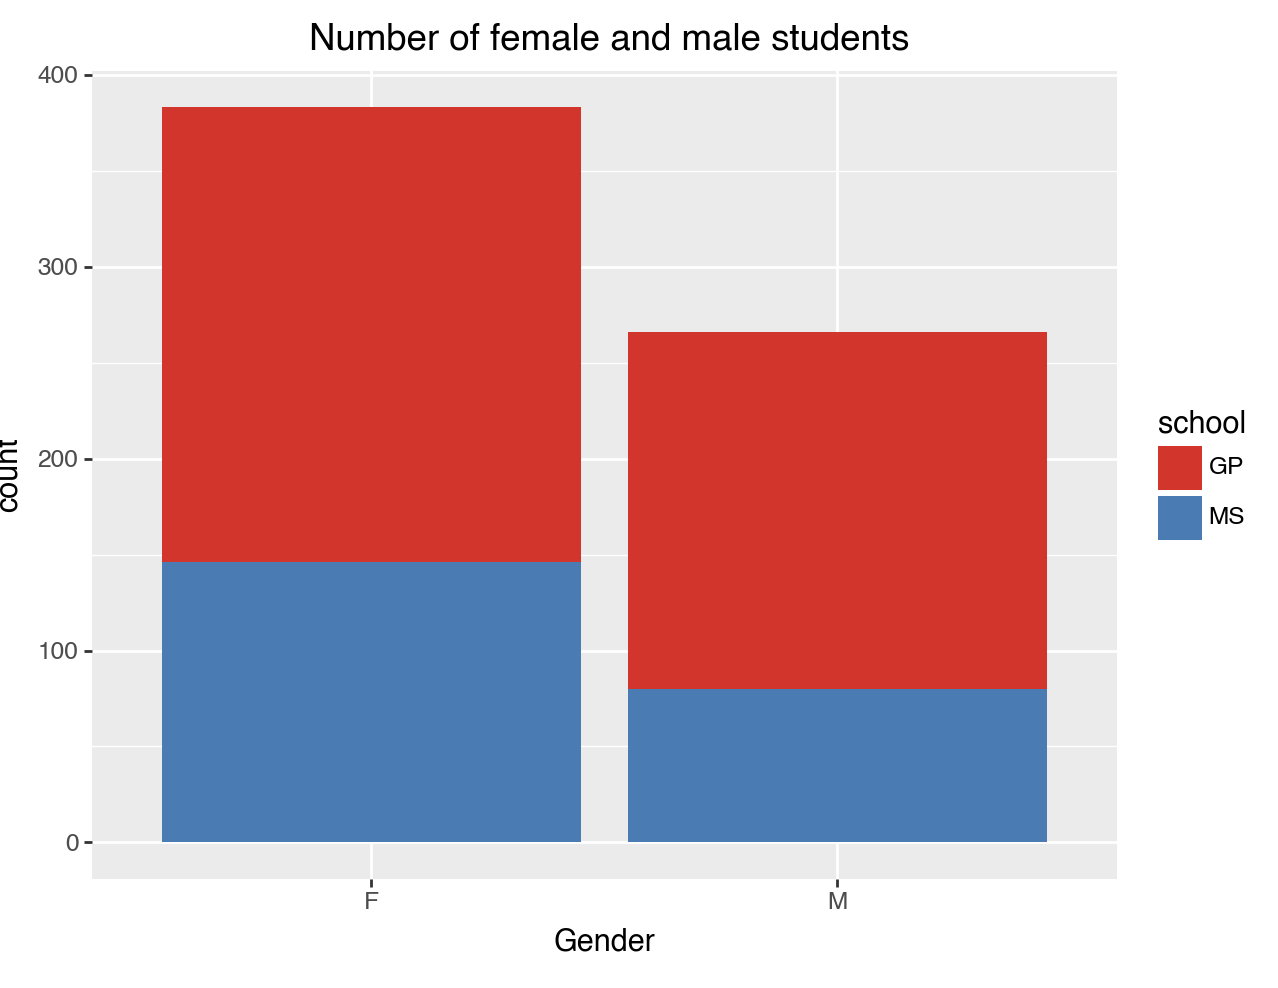 Number of female and male students
400
300
200
100
0
count
F
M
Gender
school
GP
MS